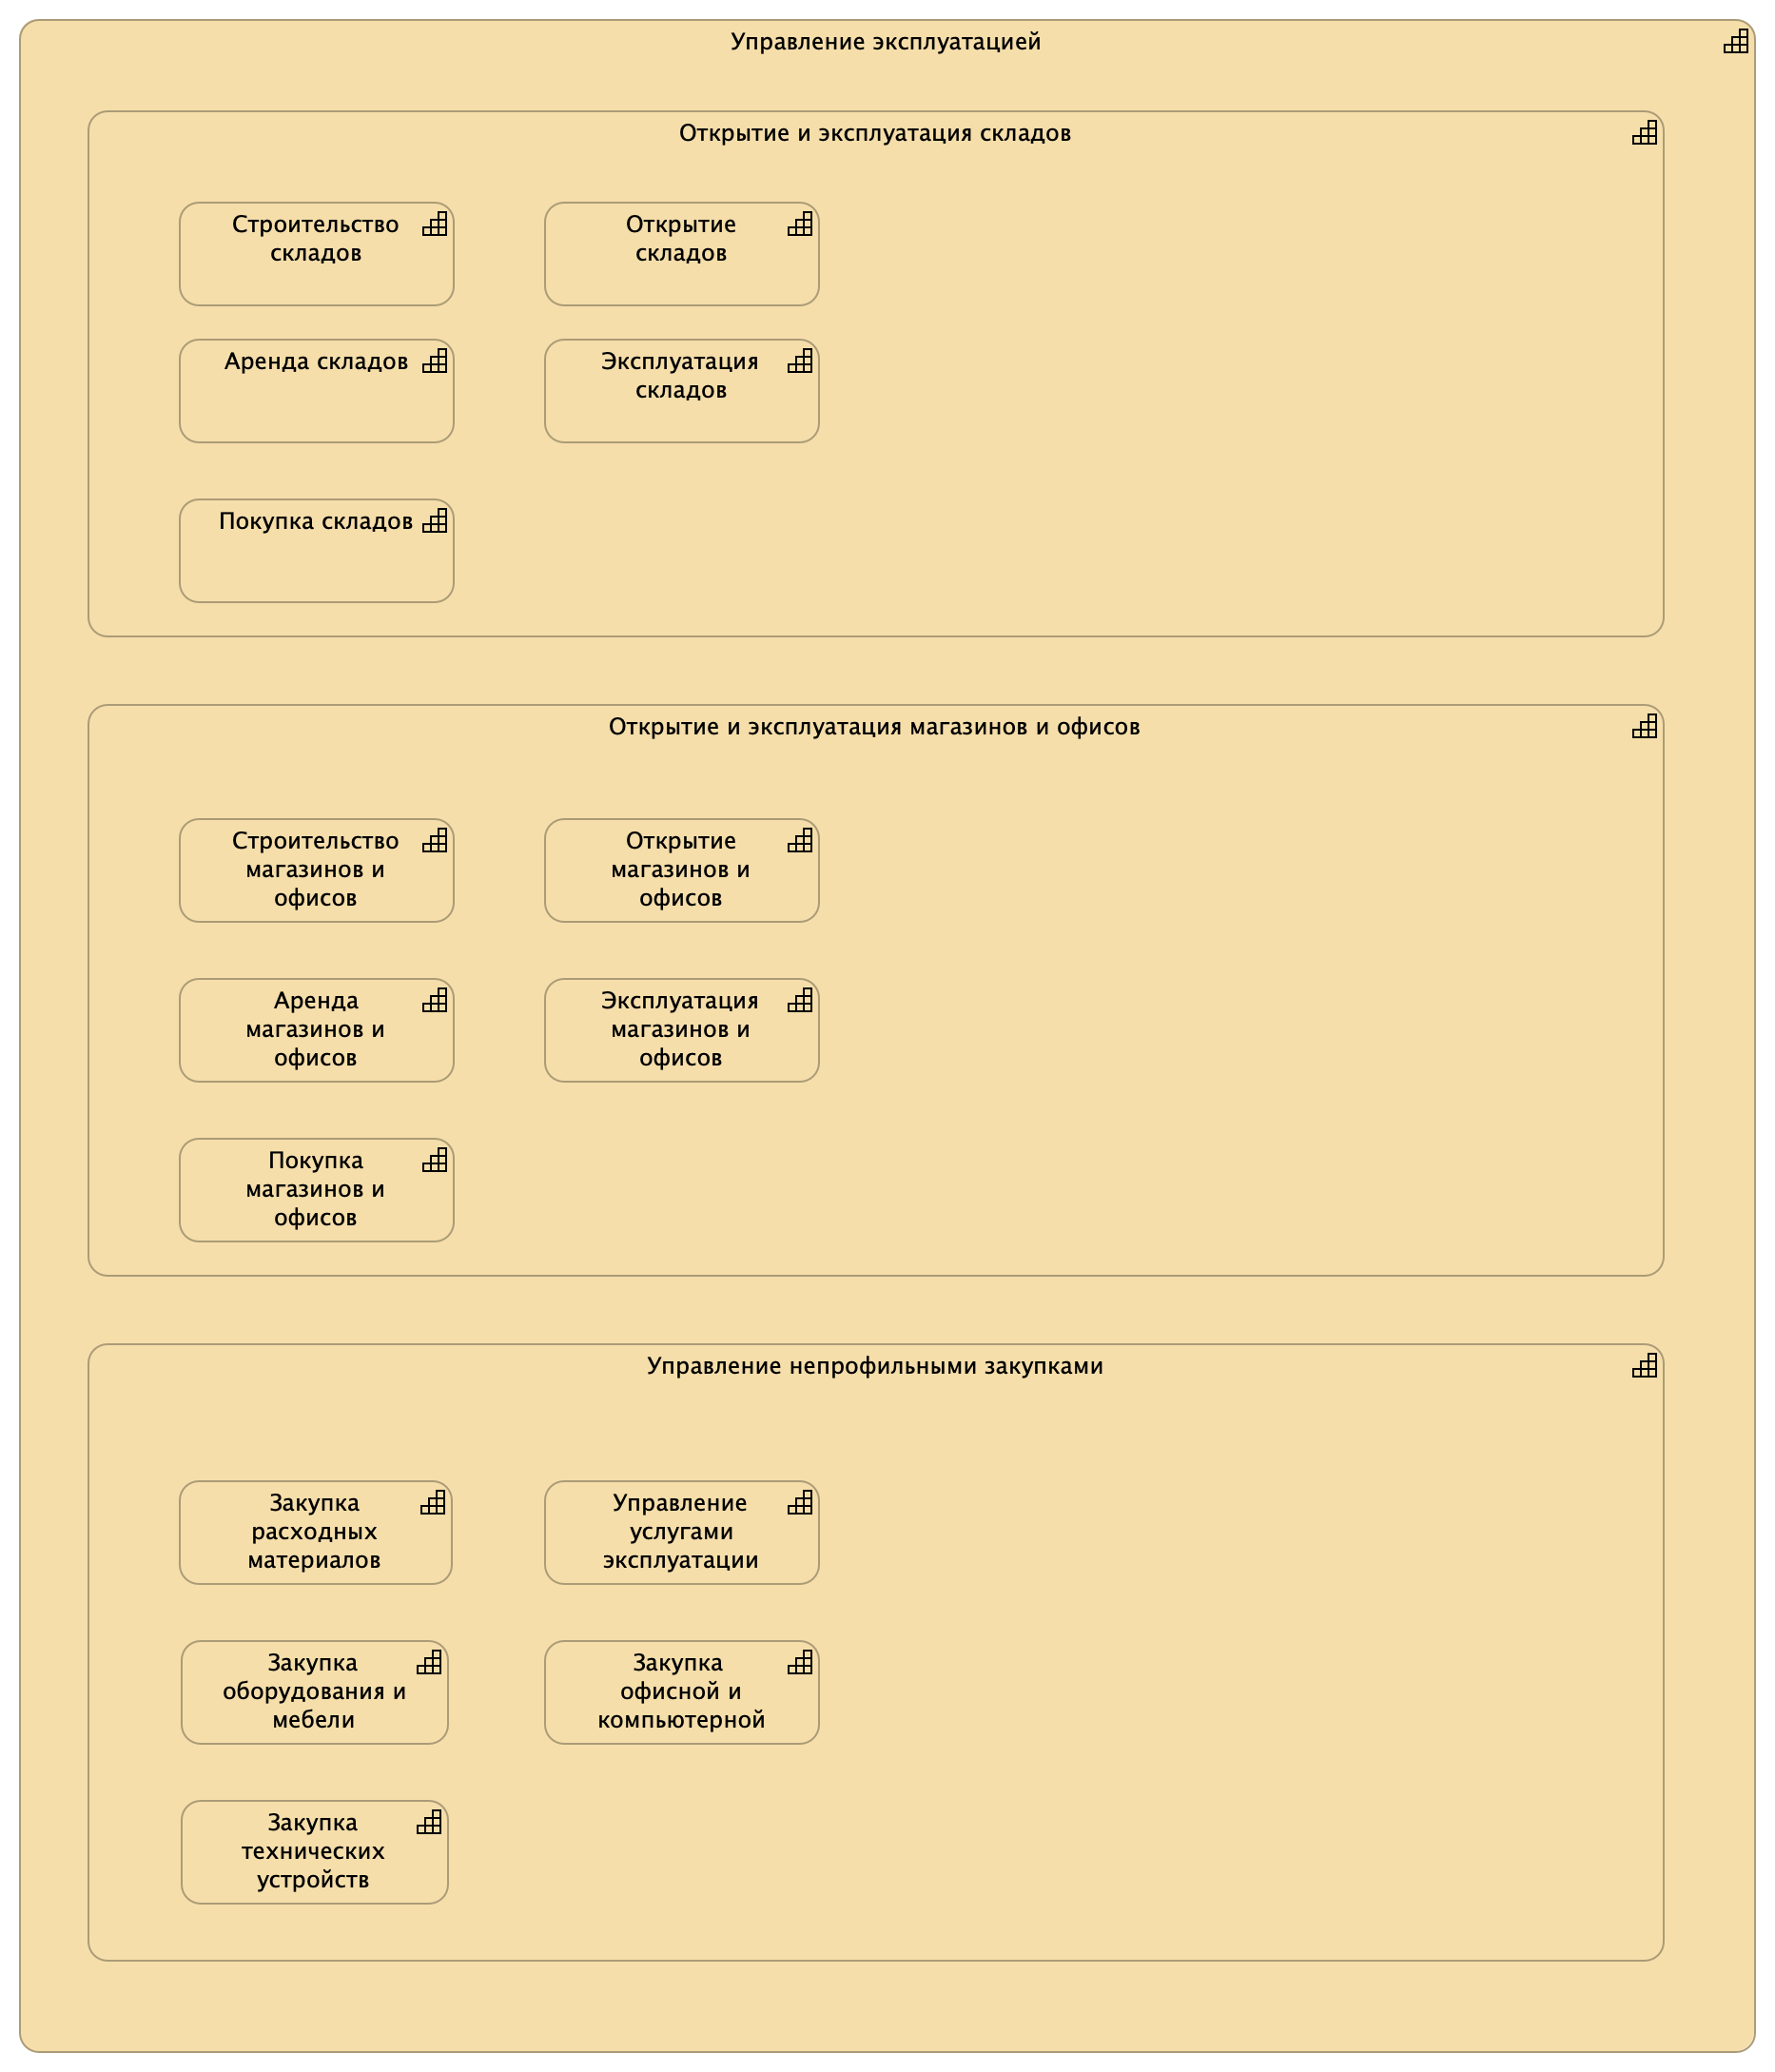 Управление эксплуатацией
Открытие и эксплуатация складов
Строительство
складов
Открытие
складов
Аренда складов
Эксплуатация
складов
Покупка складов
Открытие и эксплуатация магазинов и офисов
Строительство
магазинов и
офисов
Открытие
магазинов и
офисов
Аренда
магазинов и
офисов
Эксплуатация
магазинов и
офисов
Покупка
магазинов и
офисов
Управление непрофильными закупками
Закупка
расходных
материалов
Управление
услугами
эксплуатации
Закупка
оборудования и
мебели
Закупка
офисной и
компьютерной
Закупка
технических
устройств